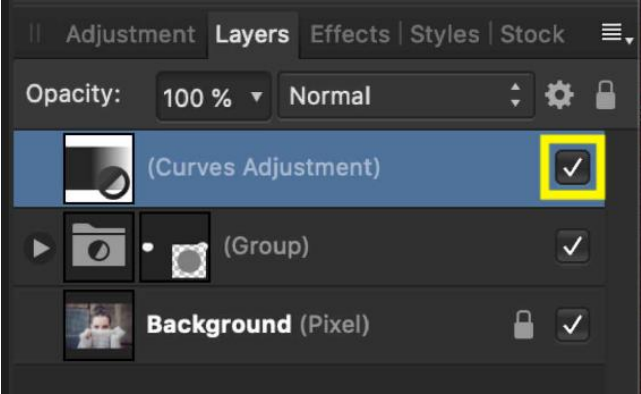 Adjustment Layers Effects | Styles | Stock
Opacity: 100 % Normal
(Curves Adjustment)
(Group)
Background (Pixel)